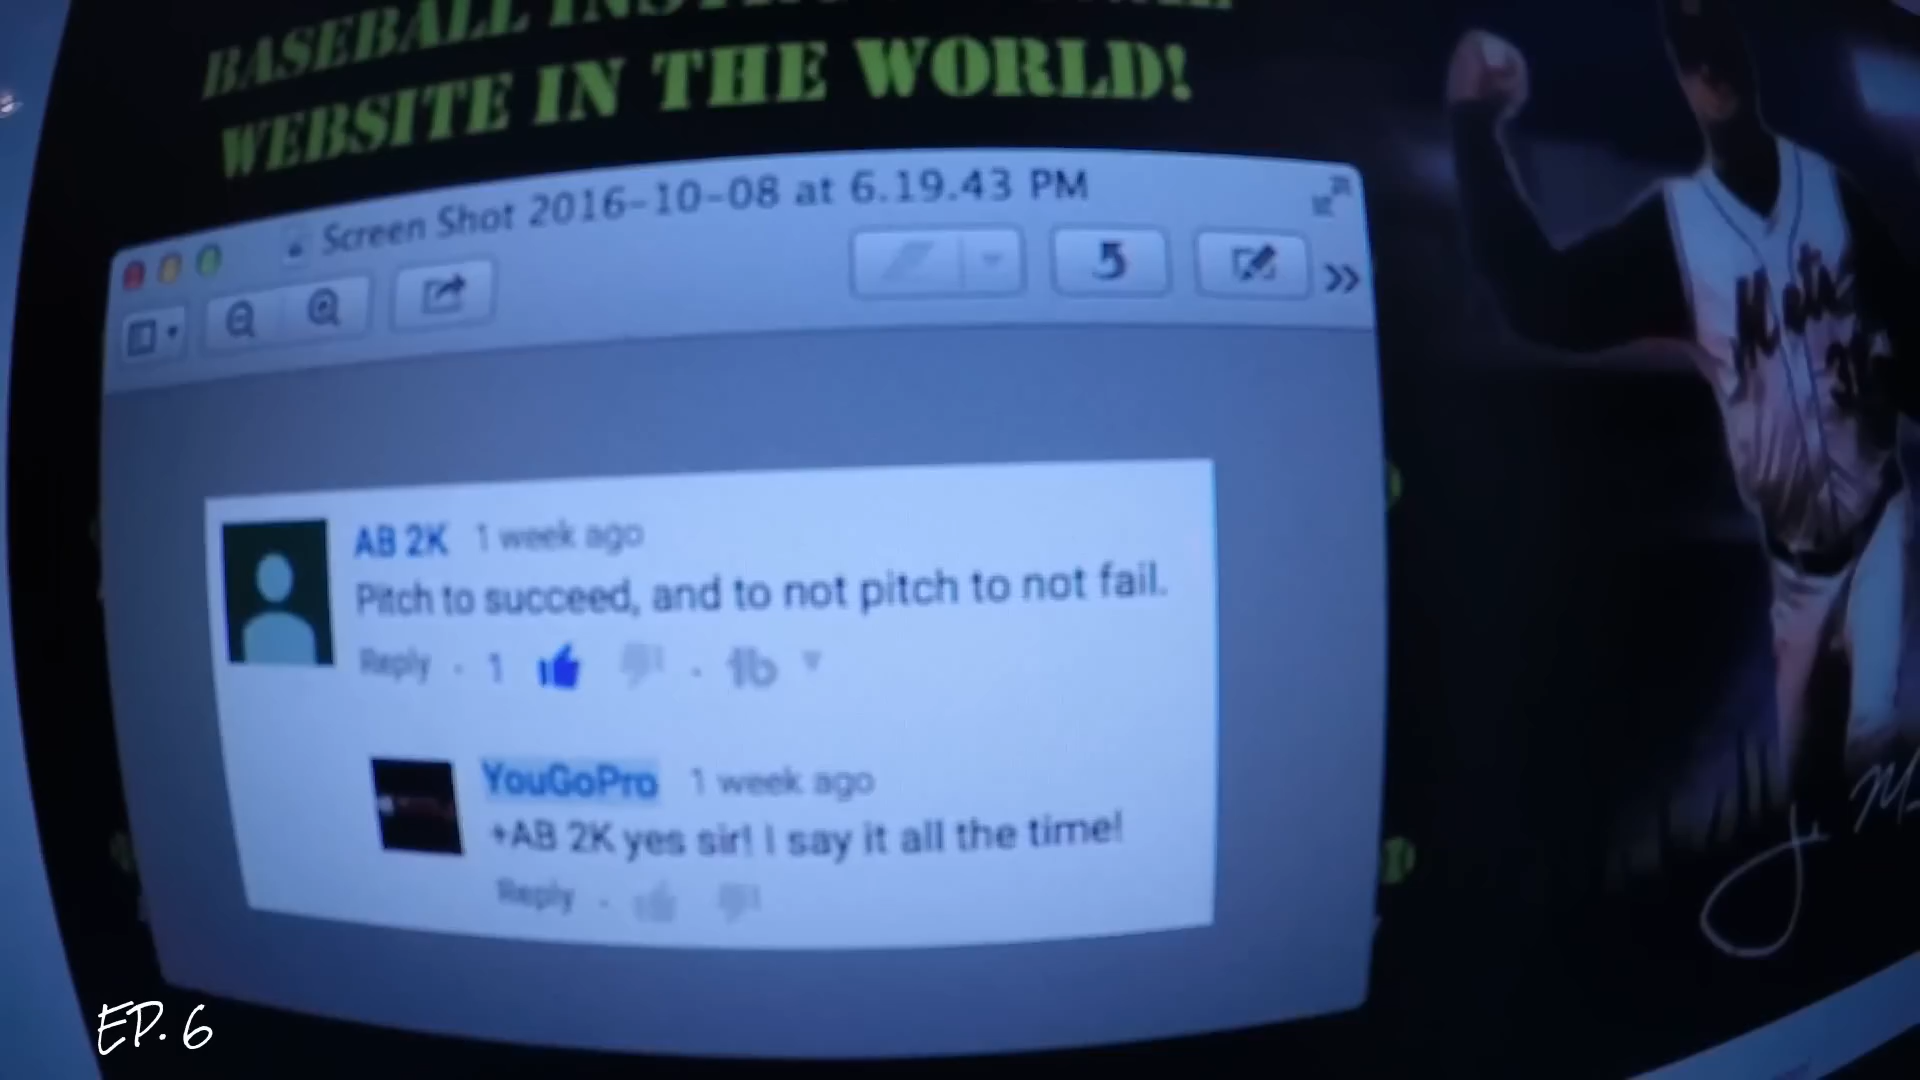 BASEBALL
WEBSITE IN THE WORLD!
Screen Shot 2016-10-08 at 6.19.43 PM
AB 2K 1 week ago
Pitch to succeed, and to not pitch to not fail.
Reply · 1
YouGoPro 1 week ago
+AB 2K yes sir! I say it all the time!
Reply ·
EP. 6